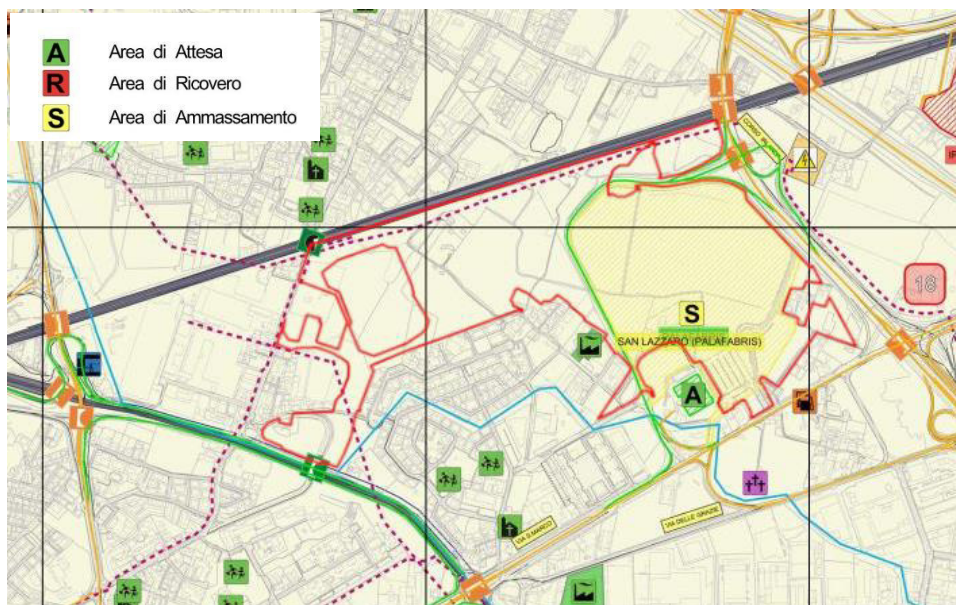 A Area di Attesa
R Area di Ricovero
S Area di Ammassamento
18
S
SAN LAZZARO (PALAFABRIS)
A
VIA S.MARCO
VIA DELLE GRAZIE